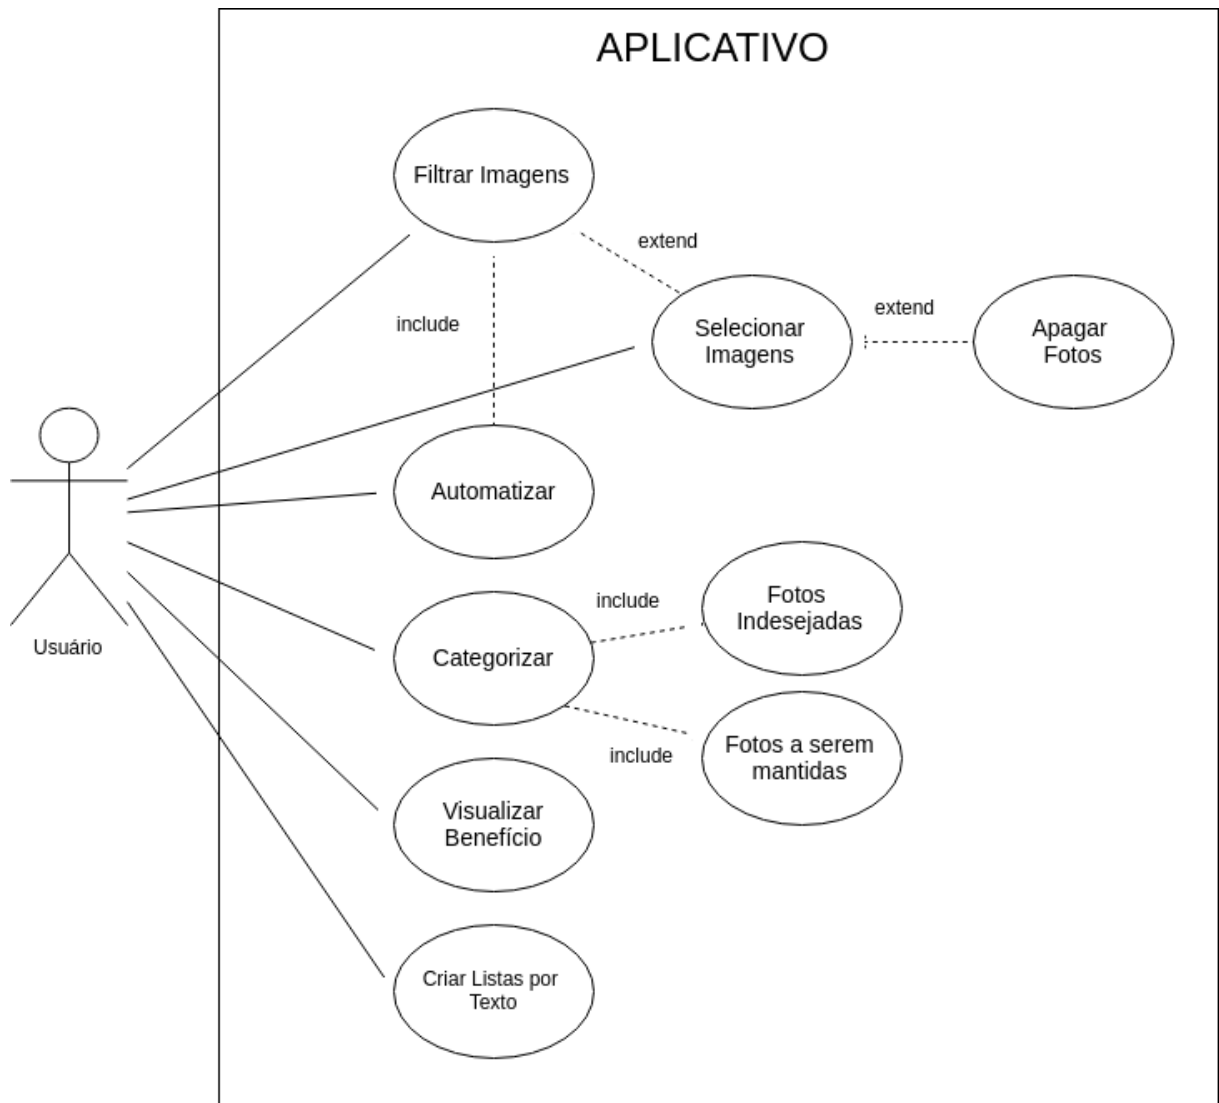 APLICATIVO
Filtrar Imagens
extend
Selecionar
Imagens
extend
Apagar
Fotos
include
Automatizar
Usuário
Categorizar
include
Fotos
Indesejadas
include
Fotos a serem
mantidas
Visualizar
Benefício
Criar Listas por
Texto